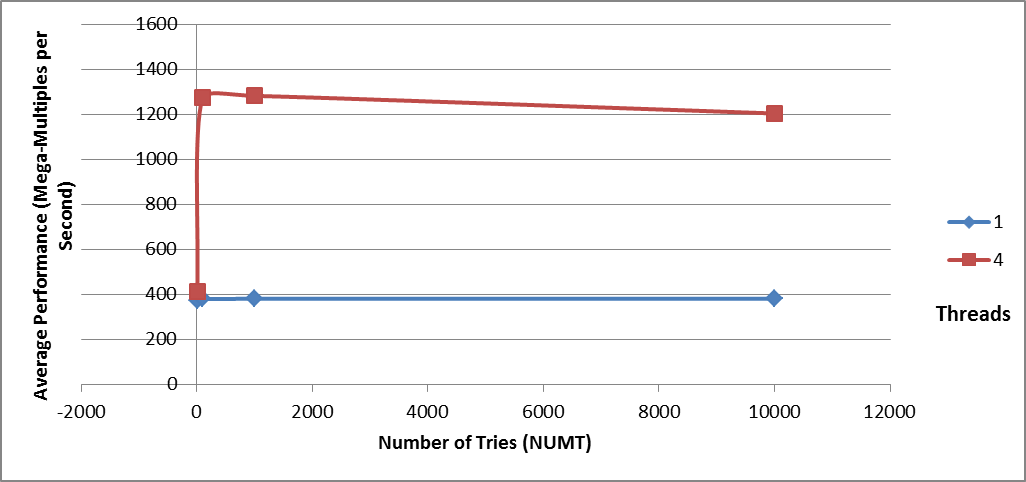 1600
1400
1200
1000
800
600
400
200
0
Average Performance (Mega-Multiples per
Second)
-2000 0 2000 4000 6000 8000 10000 12000
Number of Tries (NUMT)
1
4
Threads